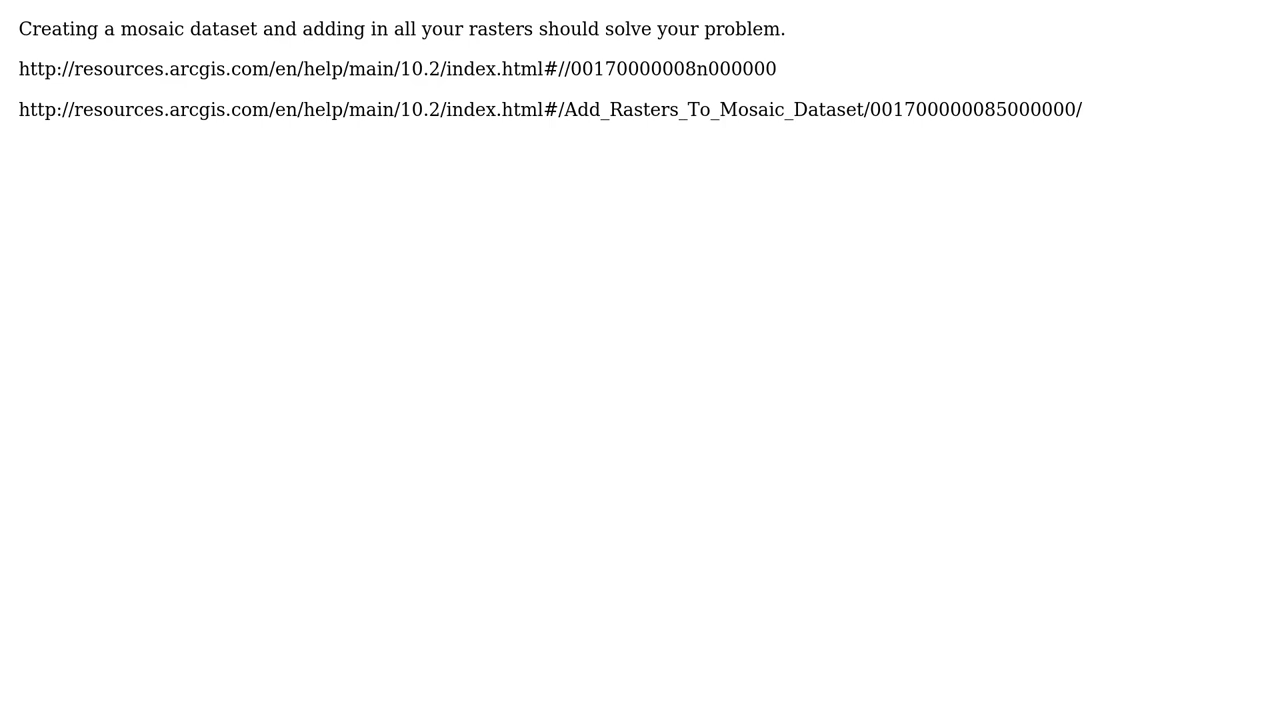 Creating a mosaic dataset and adding in all your rasters should solve your problem.
http://resources.arcgis.com/en/help/main/10.2/index.html#//00170000008n000000
http://resources.arcgis.com/en/help/main/10.2/index.html#/Add_Rasters_To_Mosaic_Dataset/001700000085000000/